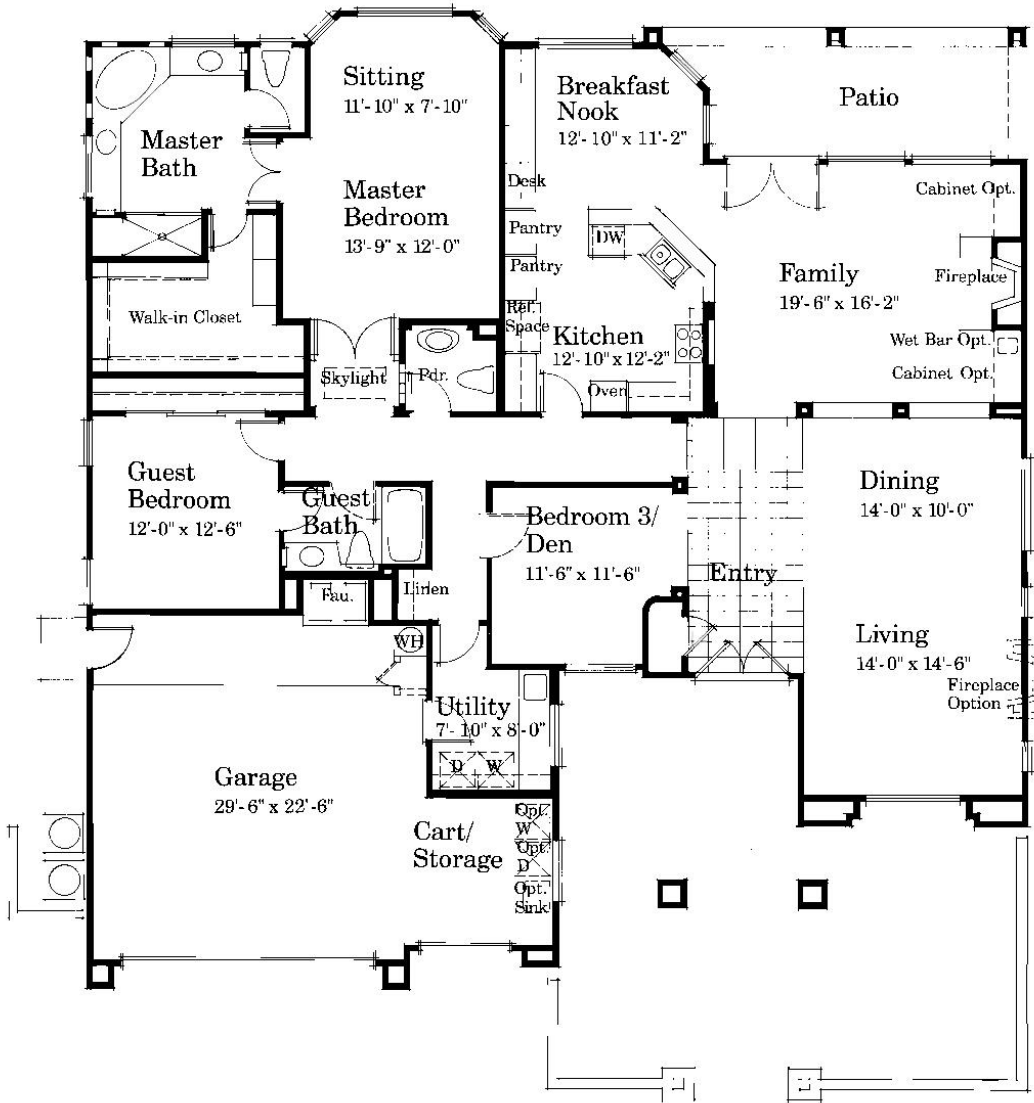 Sitting
11'-10" x 7'-10"
Breakfast
Nook
12'-10" x 11'-2"
Patio
Master
Bath
Master
Bedroom
13'-9" x 12'-0"
Desk
Pantry
Pantry
DW
Cabinet Opt.
Family
19'-6" x 16'-2"
Fireplace
Walk-in Closet
Ref.
Space
Kitchen
12'-10" x 12'-2"
Wet Bar Opt.
Cabinet Opt.
Skylight
Pdr.
Oven
Guest
Bedroom
12'-0" x 12'-6"
Guest
Bath
Bedroom 3/
Den
11'-6" x 11'-6"
Dining
14'-0" x 10'-0"
Entry
Fau.
Linen
WH
Living
14'-0" x 14'-6"
Fireplace
Option
Utility
7'-10" x 8'-0"
D W
Garage
29'-6" x 22'-6"
Cart/
Storage
Opt.
W
Opt.
D
Opt.
Sink